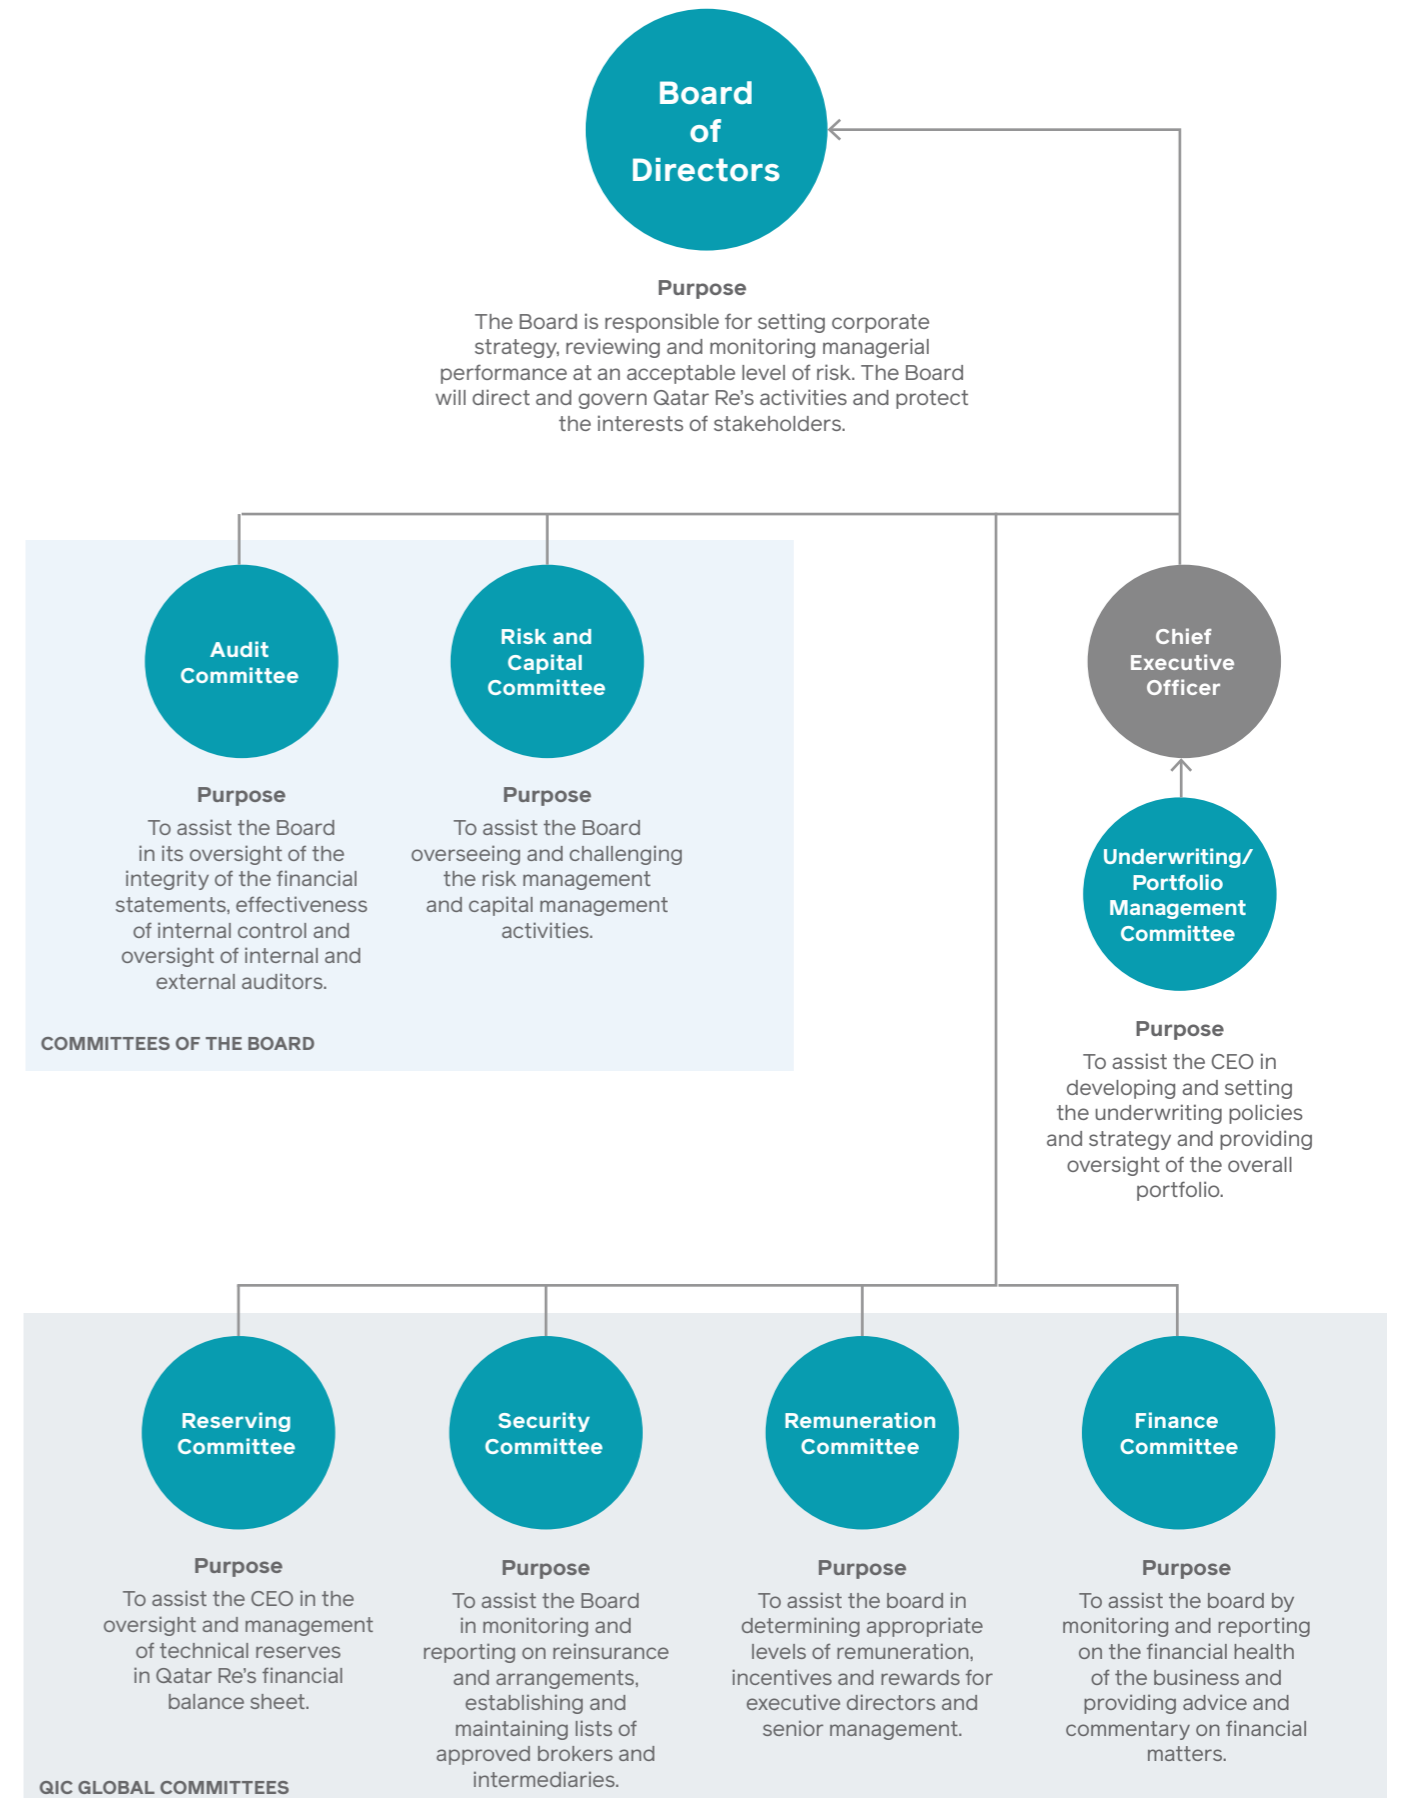 Board
of
Directors
Purpose
The Board is responsible for setting corporate
strategy, reviewing and monitoring managerial
performance at an acceptable level of risk. The Board
will direct and govern Qatar Re's activities and protect
the interests of stakeholders.
Audit
Committee
Purpose
To assist the Board
in its oversight of the
integrity of the financial
statements, effectiveness
of internal control and
oversight of internal and
external auditors.
Risk and
Capital
Committee
Purpose
To assist the Board
overseeing and challenging
the risk management
and capital management
activities.
COMMITTEES OF THE BOARD
Chief
Executive
Officer
Underwriting/
Portfolio
Management
Committee
Purpose
To assist the CEO in
developing and setting
the underwriting policies
and strategy and providing
oversight of the overall
portfolio.
Reserving
Committee
Purpose
To assist the CEO in the
oversight and management
of technical reserves
in Qatar Re's financial
balance sheet.
Security
Committee
Purpose
To assist the Board
in monitoring and
reporting on reinsurance
and arrangements,
establishing and
maintaining lists of
approved brokers and
intermediaries.
Remuneration
Committee
Purpose
To assist the board in
determining appropriate
levels of remuneration,
incentives and rewards for
executive directors and
senior management.
Finance
Committee
Purpose
To assist the board by
monitoring and reporting
on the financial health
of the business and
providing advice and
commentary on financial
matters.
QIC GLOBAL COMMITTEES